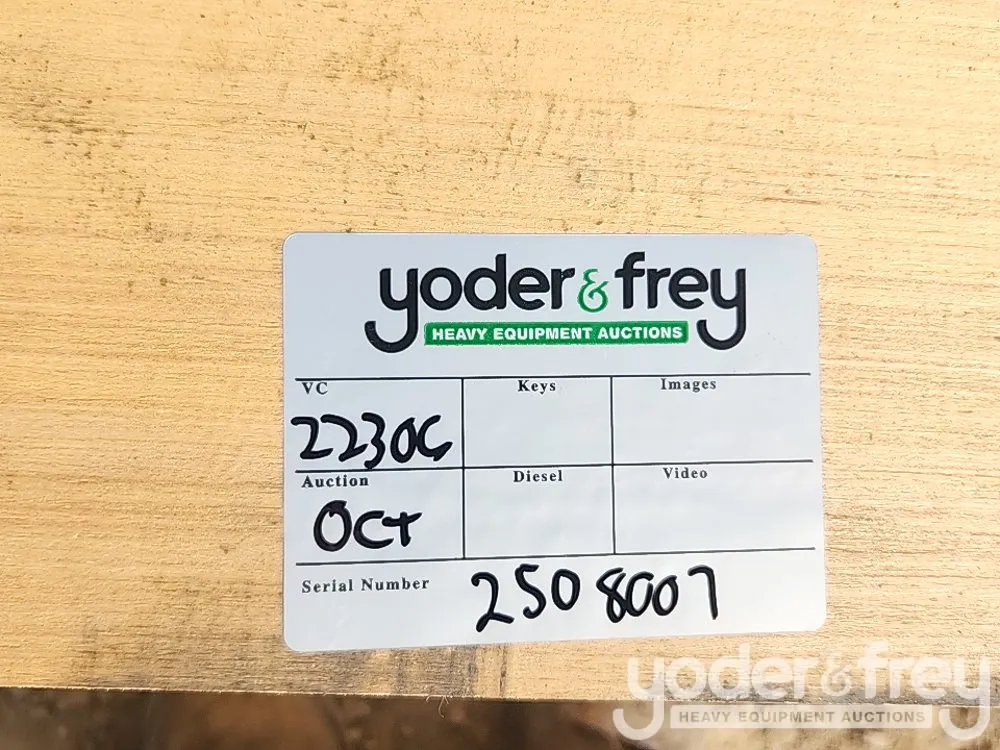 yoder & frey
HEAVY EQUIPMENT AUCTIONS
VC Keys Images
Auction Diesel Video
Oct
Serial Number 2508007
yoder & frey
HEAVY EQUIPMENT AUCTIONS